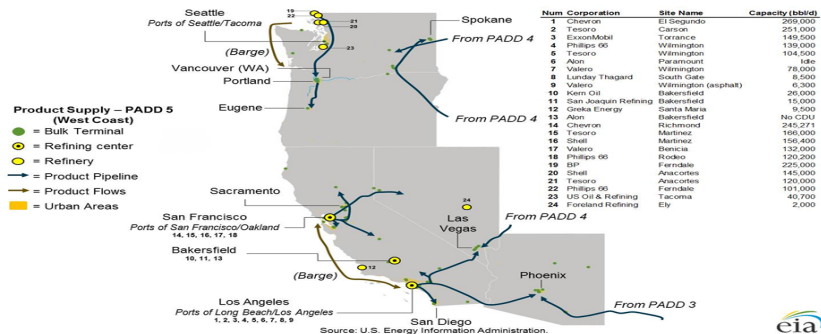 Seattle
Ports of Seattle/Tacoma
19
22
21
20
23
(Barge)
Vancouver (WA)
Portland
Eugene
Spokane
From PADD 4
From PADD 4
Product Supply – PADD 5
(West Coast)
= Bulk Terminal
= Refining center
= Refinery
= Product Pipeline
= Product Flows
= Urban Areas
Sacramento
San Francisco
Ports of San Francisco/Oakland
14, 15, 16, 17, 18
Bakersfield
10, 11, 13
(Barge)
12
Los Angeles
Ports of Long Beach/Los Angeles
1, 2, 3, 4, 5, 6, 7, 8, 9
San Diego
24
Las
Vegas
From PADD 4
Phoenix
From PADD 3
Num Corporation Site Name Capacity (bbl/d)
1 Chevron El Segundo 269,000
2 Tesoro Carson 251,000
3 ExxonMobil Torrance 149,500
4 Phillips 66 Wilmington 139,000
5 Tesoro Wilmington 104,500
6 Alon Paramount Idle
7 Valero Wilmington 78,000
8 Lunday Thagard South Gate 8,500
9 Valero Wilmington (asphalt) 6,300
10 Kern Oil Bakersfield 26,000
11 San Joaquin Refining Bakersfield 15,000
12 Greka Energy Santa Maria 9,500
13 Alon Bakersfield No CDU
14 Chevron Richmond 245,271
15 Tesoro Martinez 166,000
16 Shell Martinez 156,400
17 Valero Benicia 132,000
18 Phillips 66 Rodeo 120,200
19 BP Ferndale 225,000
20 Shell Anacortes 145,000
21 Tesoro Anacortes 120,000
22 Phillips 66 Ferndale 101,000
23 US Oil & Refining Tacoma 40,700
24 Foreland Refining Ely 2,000
Source: U.S. Energy Information Administration.
eia